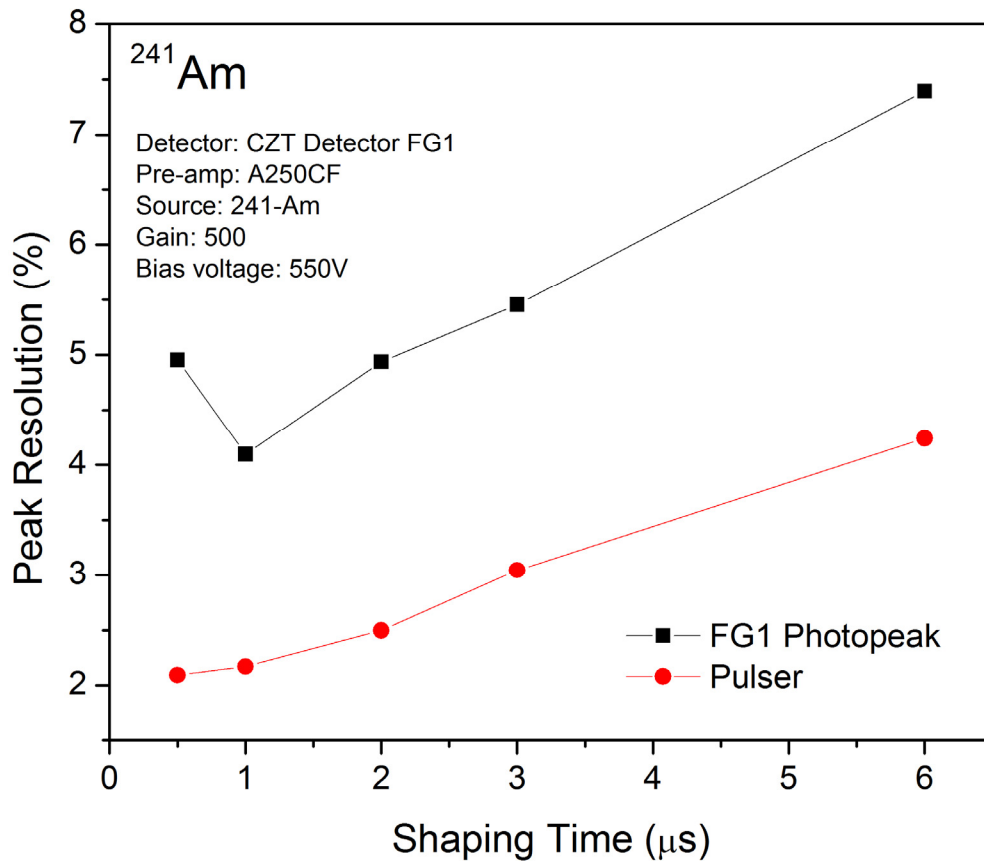 ²⁴¹Am
Detector: CZT Detector FG1
Pre-amp: A250CF
Source: 241-Am
Gain: 500
Bias voltage: 550V
Peak Resolution (%)
8
7
6
5
4
3
2
FG1 Photopeak
Pulser
0 1 2 3 4 5 6
Shaping Time (μs)